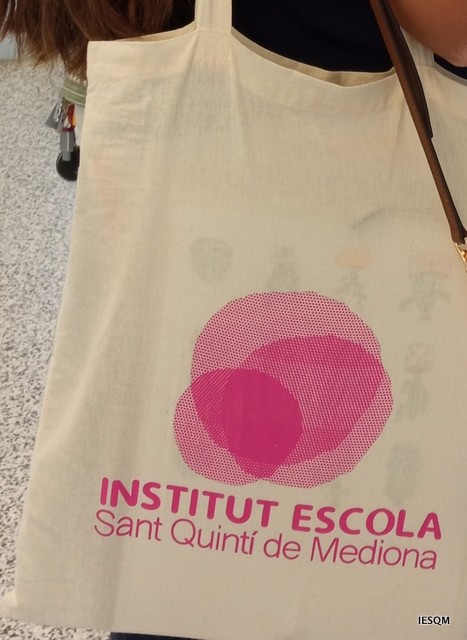 INSTITUT ESCOLA
Sant Quintí de Mediona
IESQM